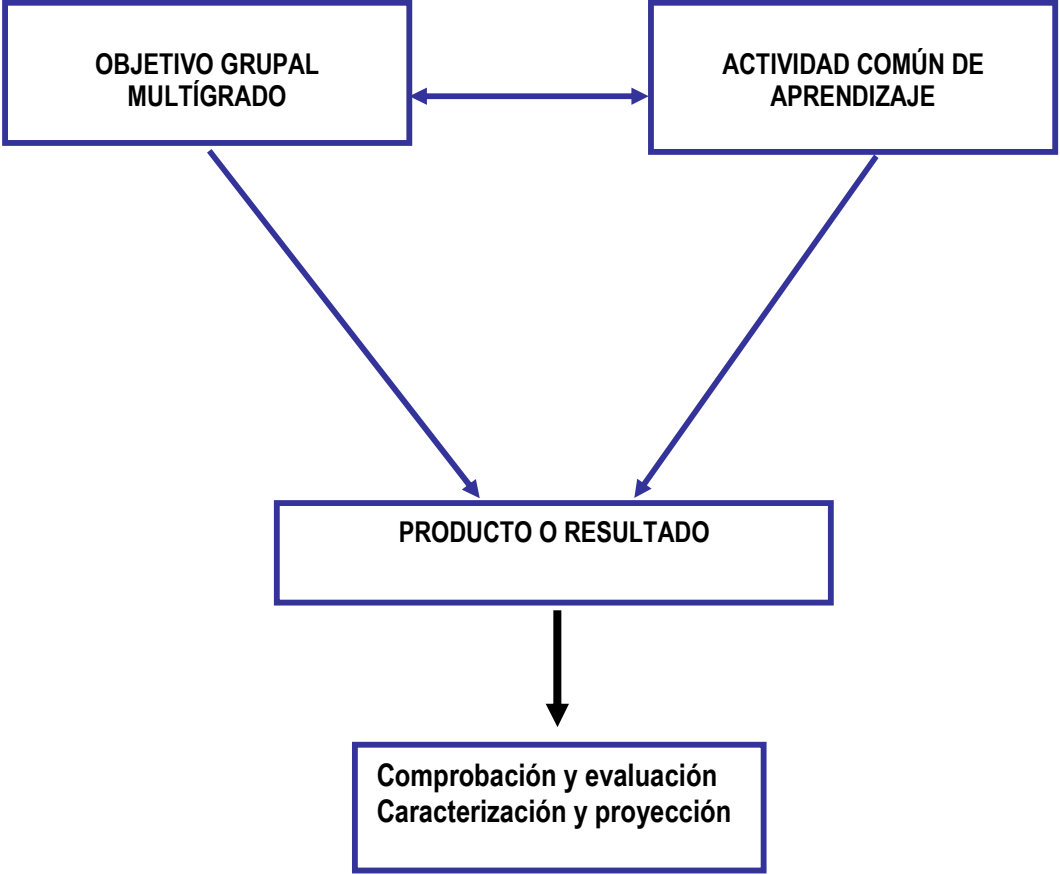 OBJETIVO GRUPAL
MULTÍGRADO
ACTIVIDAD COMÚN DE
APRENDIZAJE
PRODUCTO O RESULTADO
Comprobación y evaluación
Caracterización y proyección